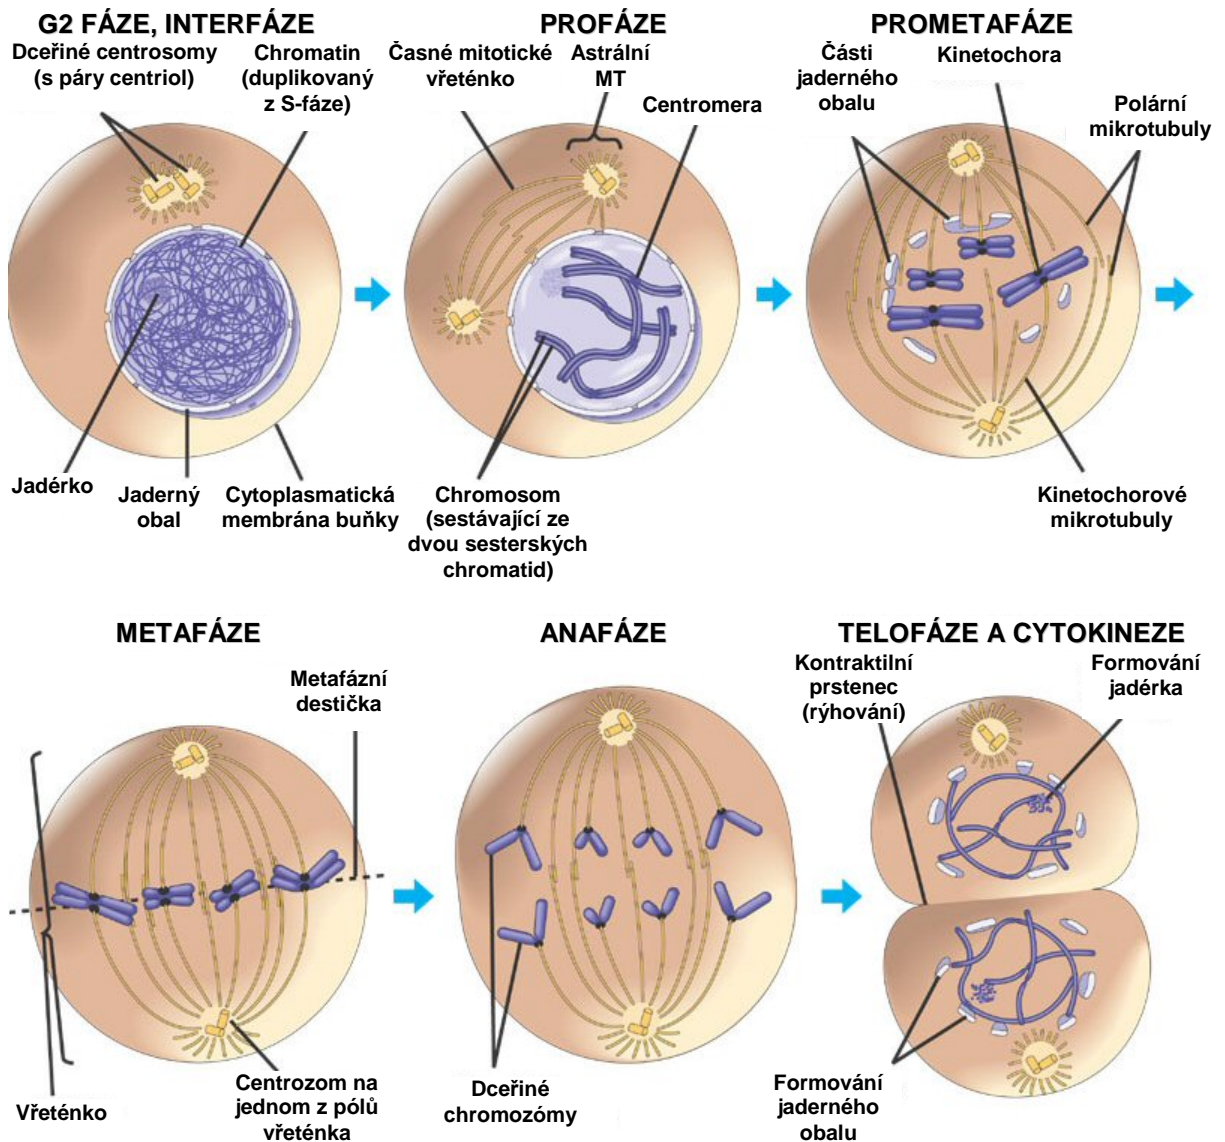 G2 FÁZE, INTERFÁZE
Dceřiné centrosomy
(s páry centriol)
Chromatin
(duplikovaný
z S-fáze)
Jadérko
Jaderný
obal
Cytoplasmatická
membrána buňky
PROFÁZE
Časné mitotické
vřeténko
Astrální
MT
Centromera
Chromosom
(sestávající ze
dvou sesterských
chromatid)
PROMETAFÁZE
Části
jaderného
obalu
Kinetochora
Polární
mikrotubuly
Kinetochorové
mikrotubuly
METAFÁZE
Metafázní
destička
Vřeténko
Centrozom na
jednom z pólů
vřeténka
ANAFÁZE
Dceřiné
chromozómy
TELOFÁZE A CYTOKINEZE
Kontraktilní
prstenec
(rýhování)
Formování
jadérka
Formování
jaderného
obalu